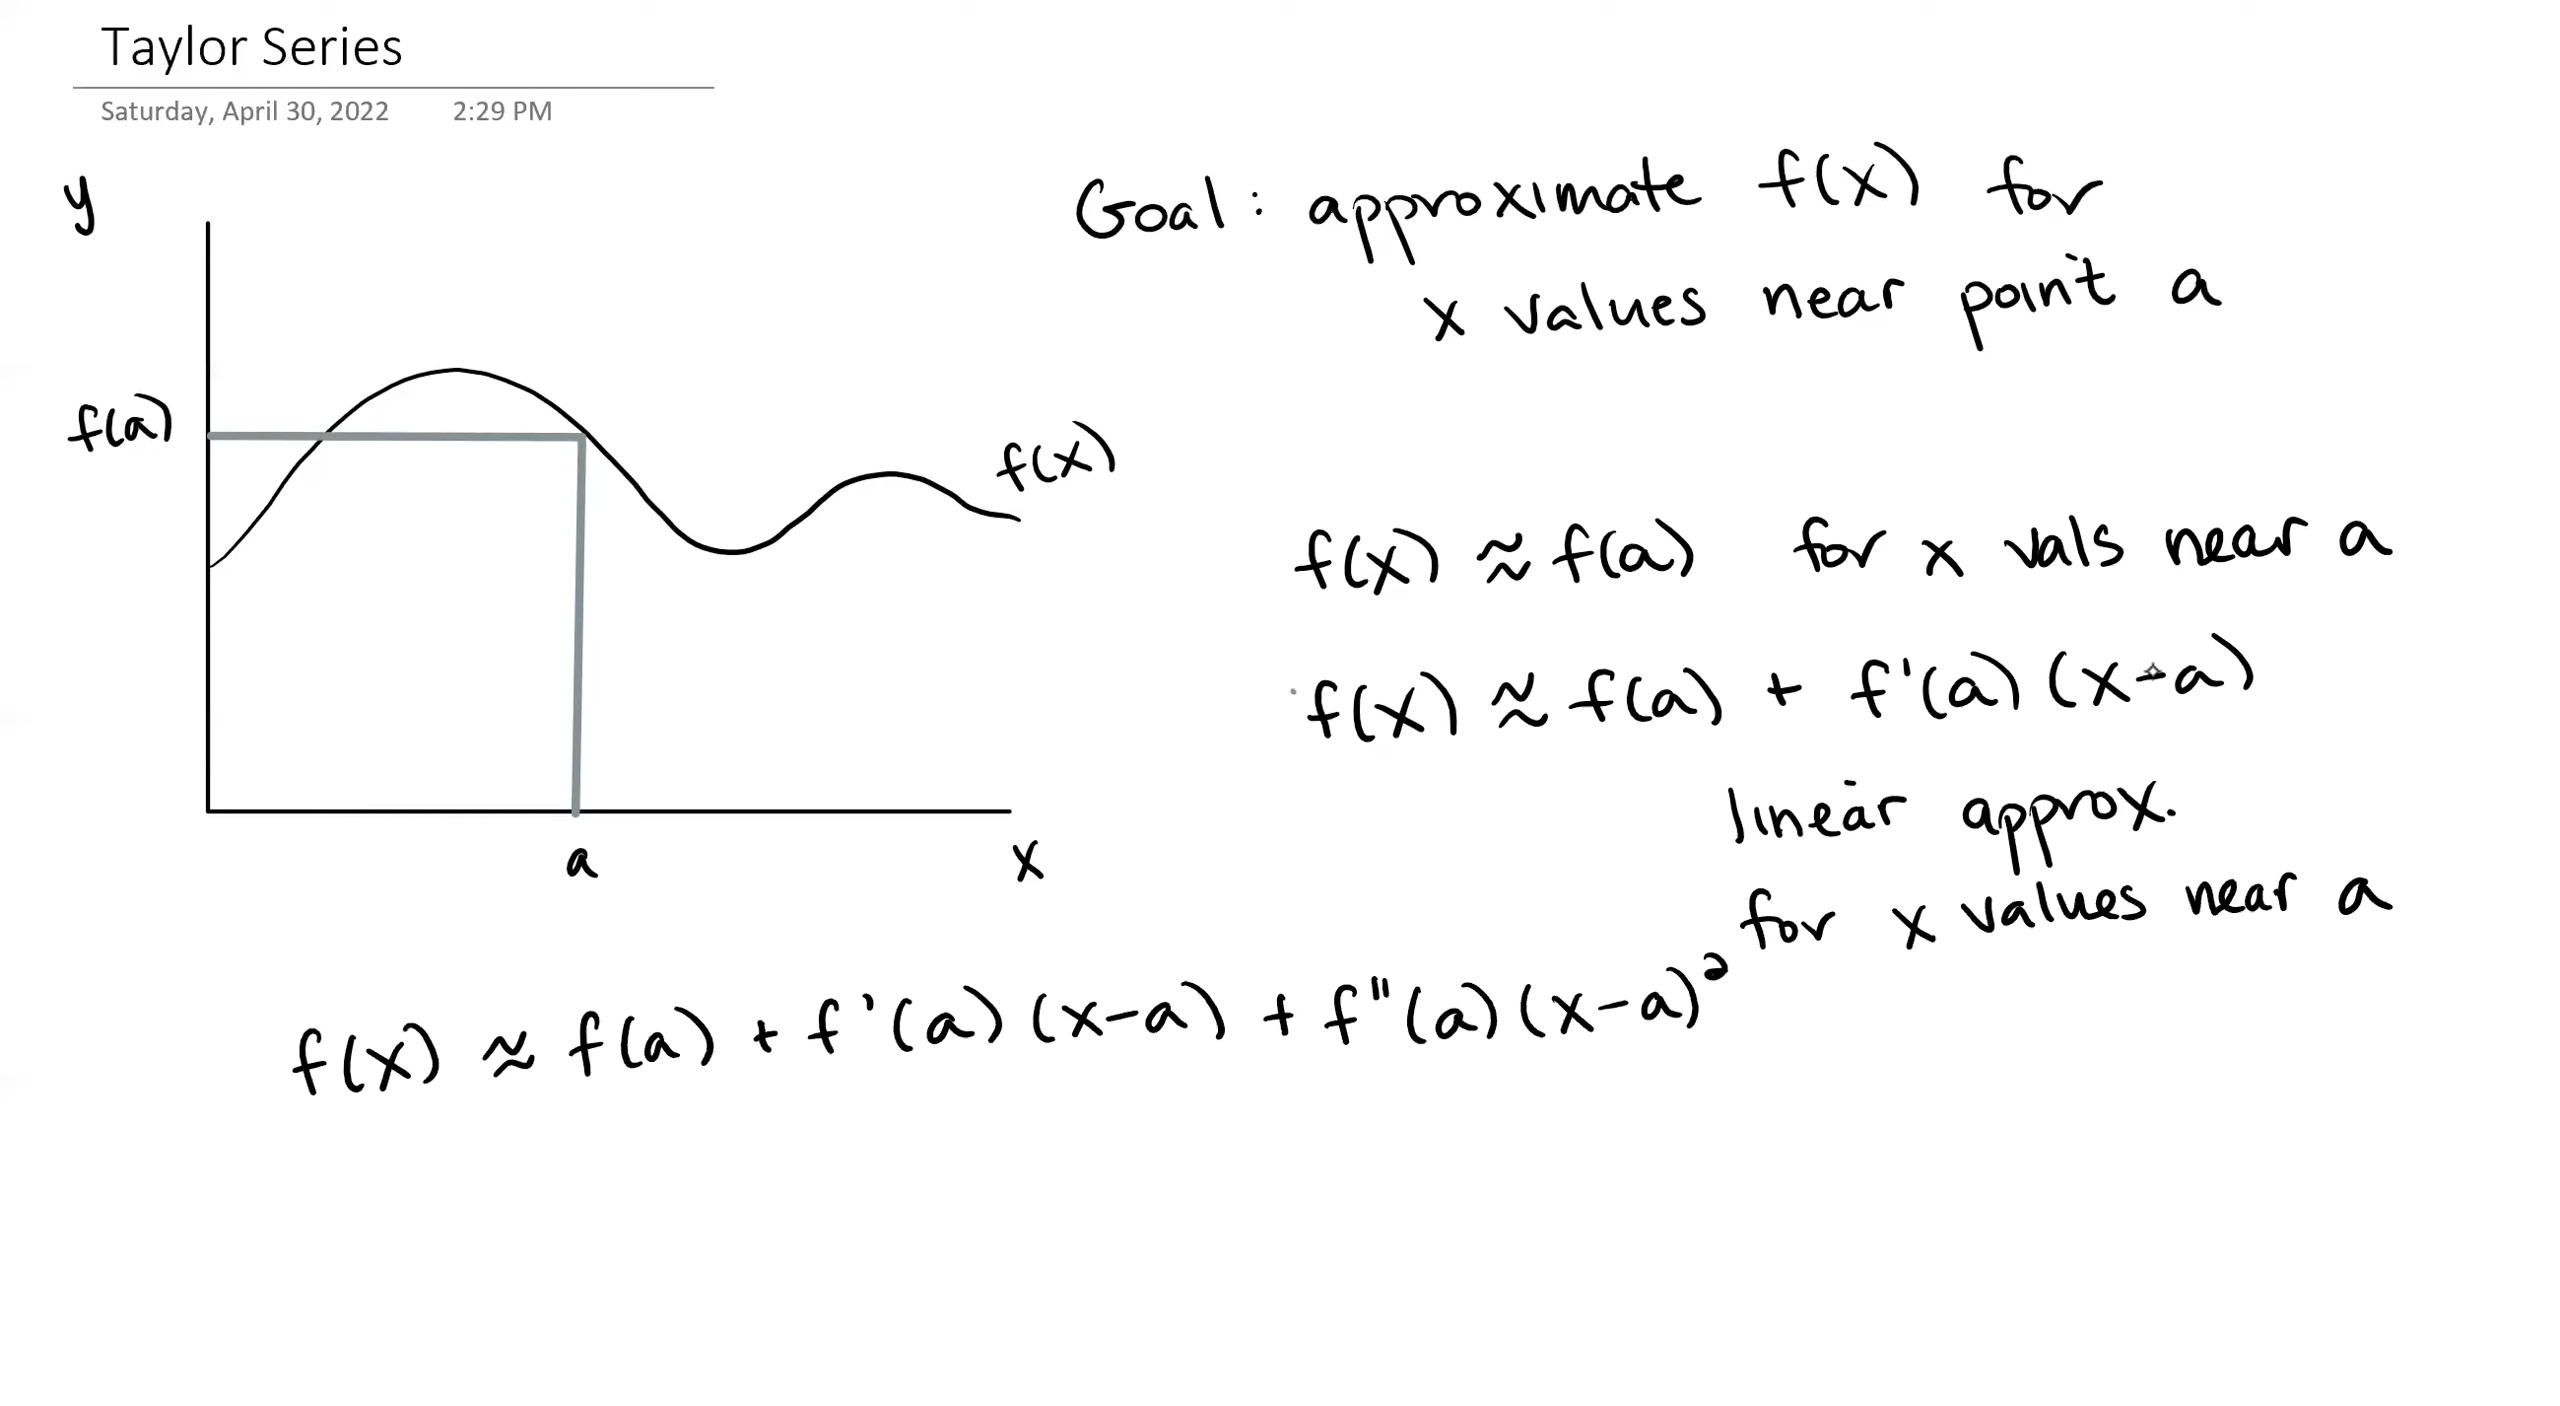 Taylor Series
Saturday, April 30, 2022 2:29 PM
y
Goal: approximate f(x) for
x values near point a
f(a)
f(x)
f(x) ≈ f(a) for x vals near a
f(x) ≈ f(a) + f'(a) (x-a)
linear approx.
for x values near a
a
x
f(x) ≈ f(a) + f'(a) (x-a) + f"(a) (x-a)²